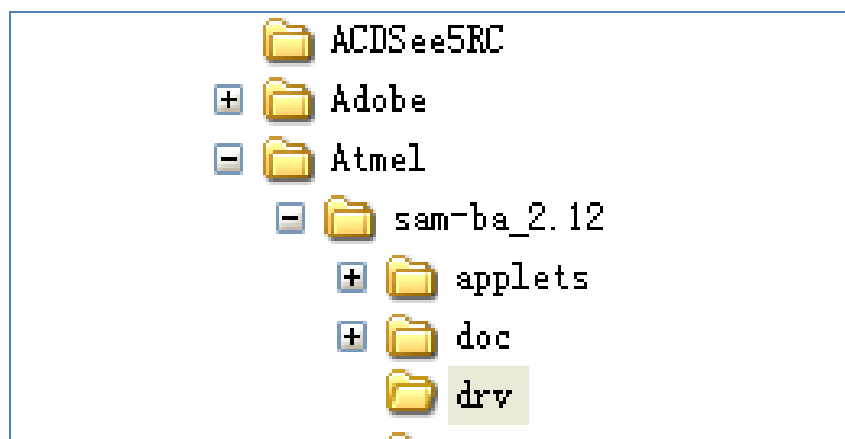 ACDSee5RC
Adobe
Atmel
sam-ba_2.12
applets
doc
drv